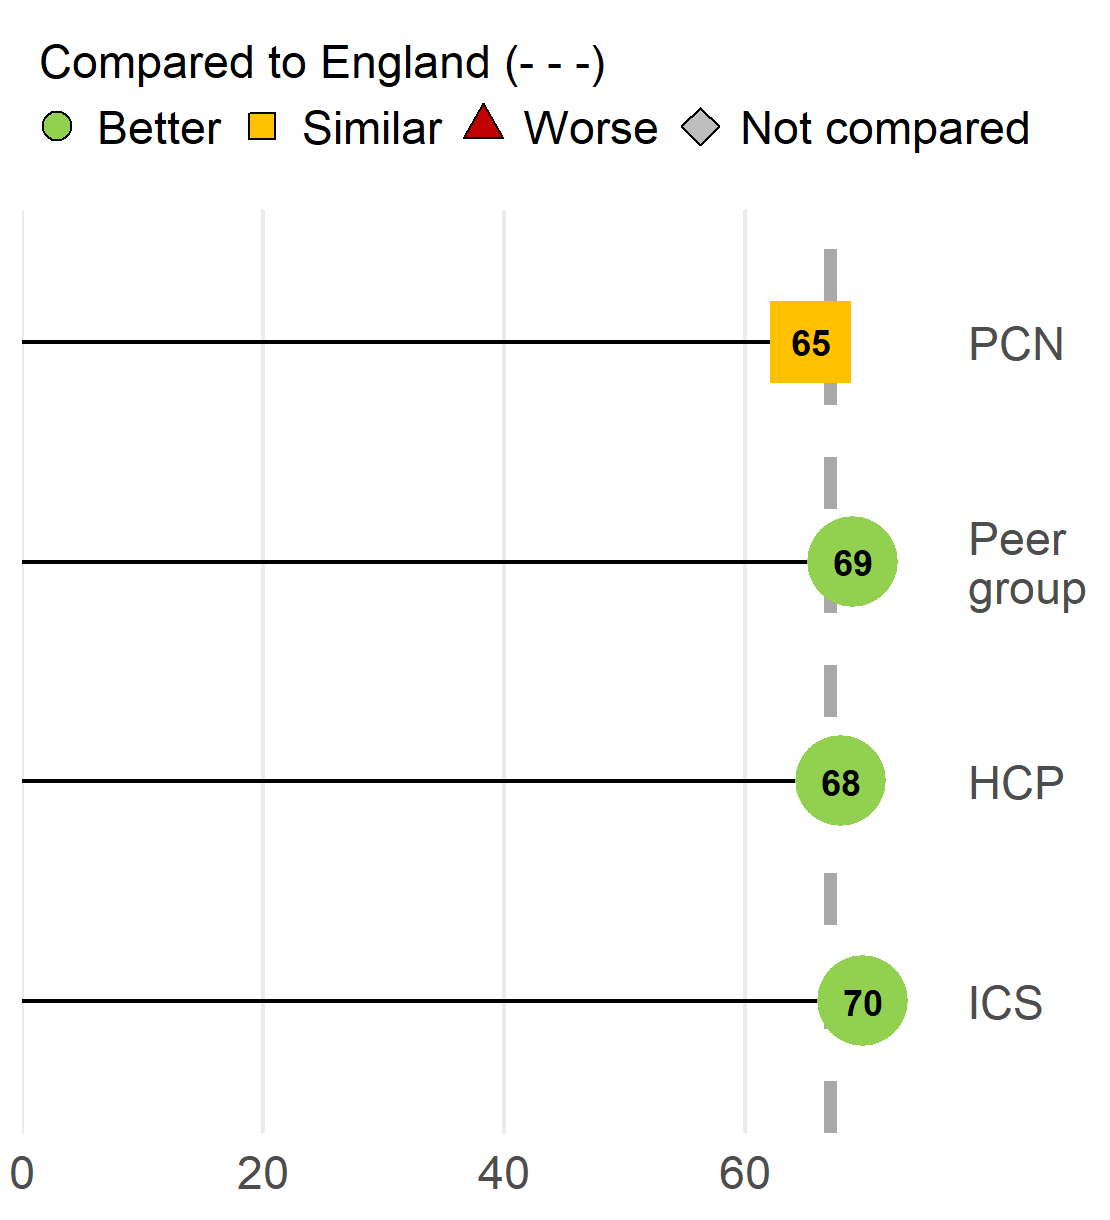 Compared to England (- - -)
Better Similar Worse Not compared
65 PCN
69 Peer
group
68 HCP
70 ICS
0 20 40 60